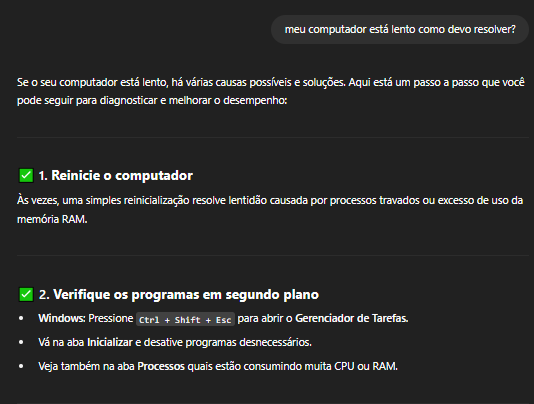 meu computador está lento como devo resolver?
Se o seu computador está lento, há várias causas possíveis e soluções. Aqui está um passo a passo que você
pode seguir para diagnosticar e melhorar o desempenho:
✅ 1. Reinicie o computador
Às vezes, uma simples reinicialização resolve lentidão causada por processos travados ou excesso de uso da
memória RAM.
✅ 2. Verifique os programas em segundo plano
• Windows: Pressione Ctrl + Shift + Esc para abrir o Gerenciador de Tarefas.
• Vá na aba Inicializar e desative programas desnecessários.
• Veja também na aba Processos quais estão consumindo muita CPU ou RAM.